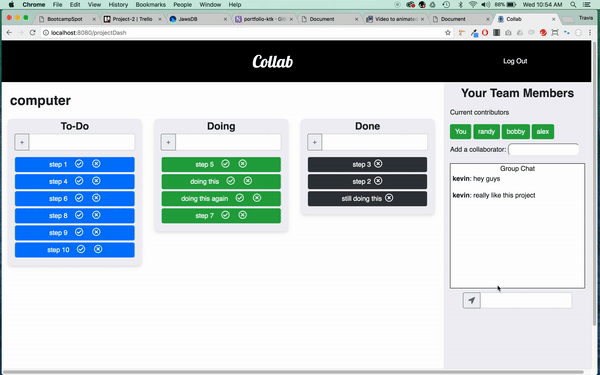 Chrome File Edit View History Bookmarks People Window Help 88% Wed 10:54 AM
BootcampSpot Project-2 | Trello JawsDB portfolio-ktk Document Video to animated Document Collab Travis
localhost:8080/projectDash
Collab
Log Out
computer
To-Do
+
step 1
step 4
step 6
step 8
step 9
step 10
Doing
+
step 5
doing this
doing this again
step 7
Done
+
step 3
step 2
still doing this
Your Team Members
Current contributors
You randy bobby alex
Add a collaborator:
Group Chat
kevin: hey guys
kevin: really like this project